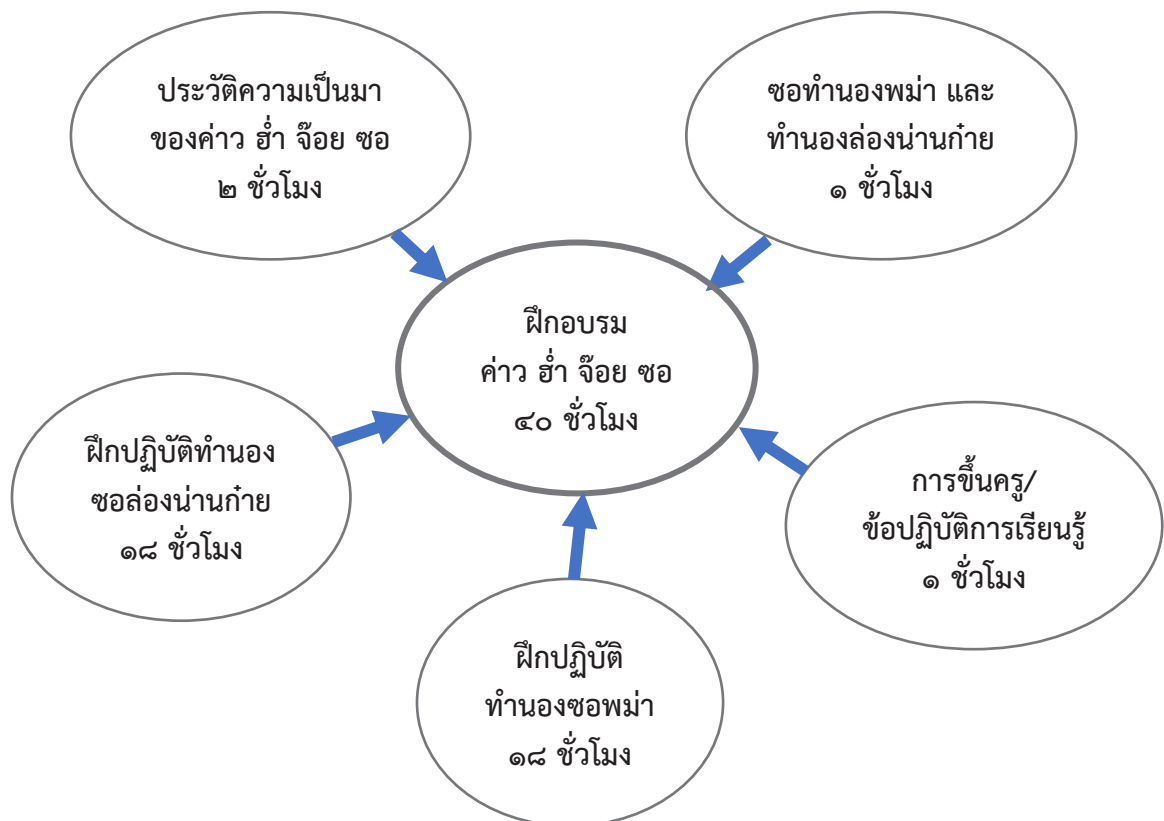 ประวัติความเป็นมา
ของค่าว ฮ่ำ จ๊อย ซอ
๒ ชั่วโมง
ซอทำนองพม่า และ
ทำนองล่องน่านก๋าย
๑ ชั่วโมง
ฝึกอบรม
ค่าว ฮ่ำ จ๊อย ซอ
๔๐ ชั่วโมง
ฝึกปฏิบัติทำนอง
ซอล่องน่านก๋าย
๑๘ ชั่วโมง
การขึ้นครู/
ข้อปฏิบัติการเรียนรู้
๑ ชั่วโมง
ฝึกปฏิบัติ
ทำนองซอพม่า
๑๘ ชั่วโมง